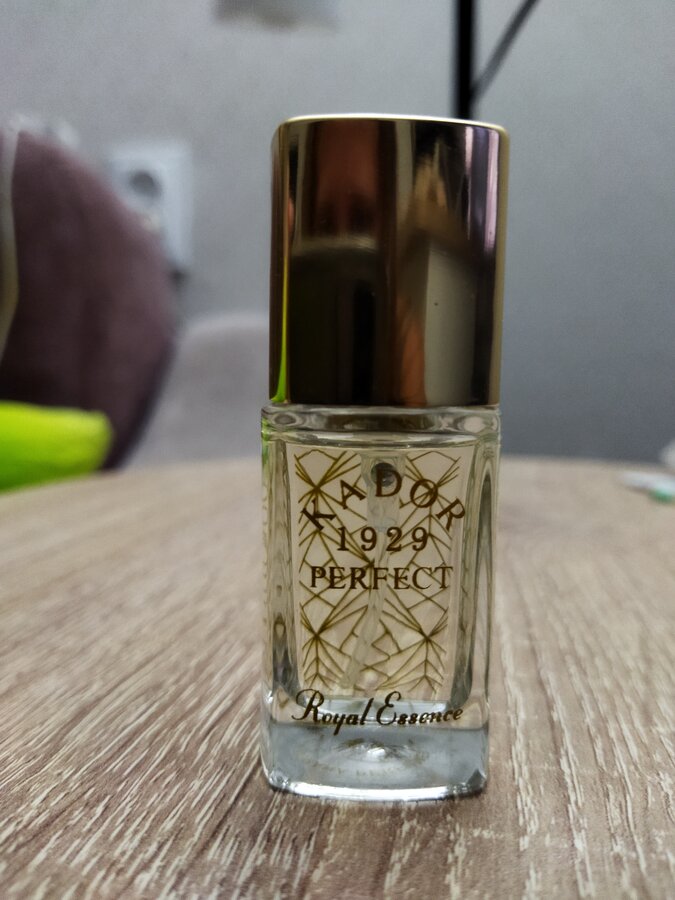 KADOR
1929
PERFECT
Royal Essence